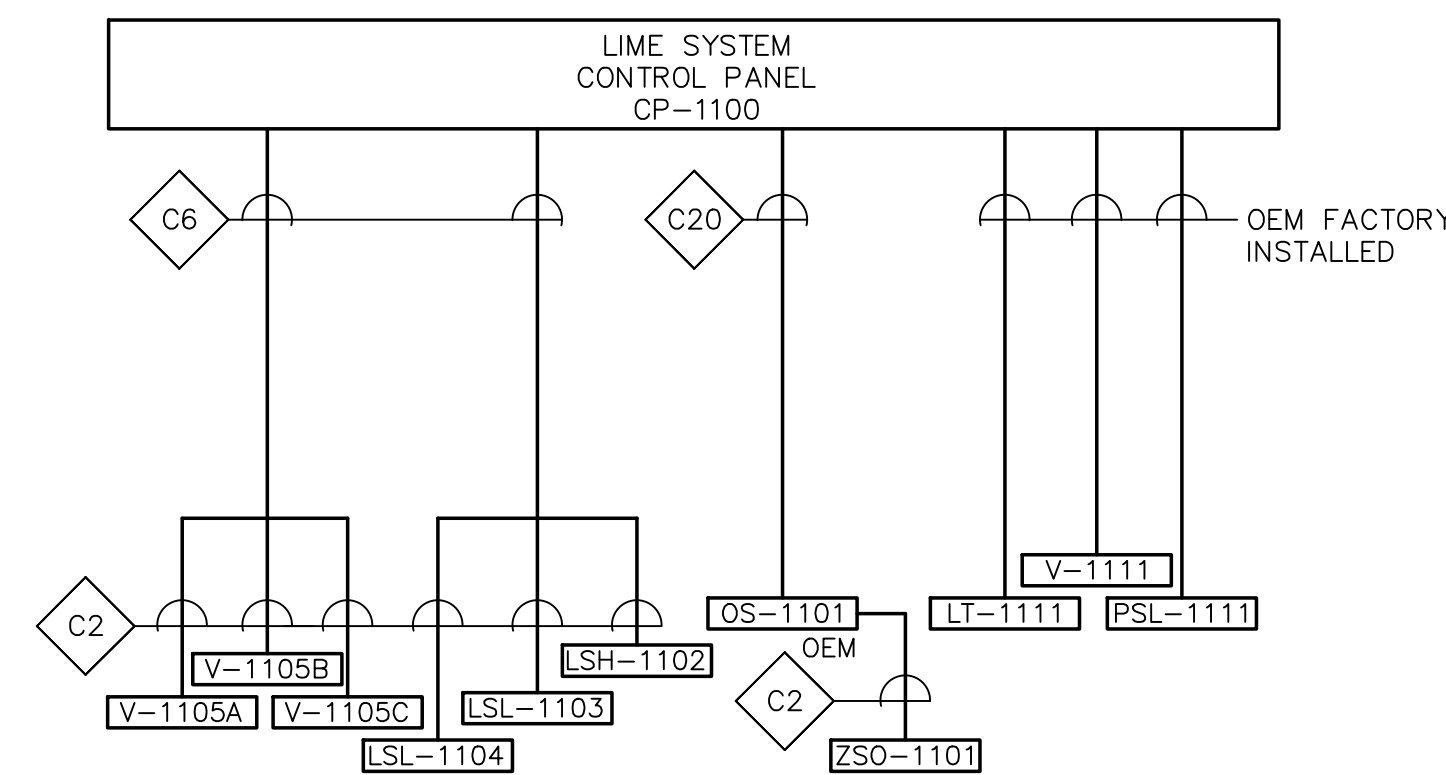 LIME SYSTEM
CONTROL PANEL
CP-1100
C6
C20
OEM FACTORY
INSTALLED
V-1111
OS-1101
LT-1111
PSL-1111
C2
OEM
LSH-1102
V-1105B
C2
V-1105A
V-1105C
LSL-1103
LSL-1104
ZSO-1101